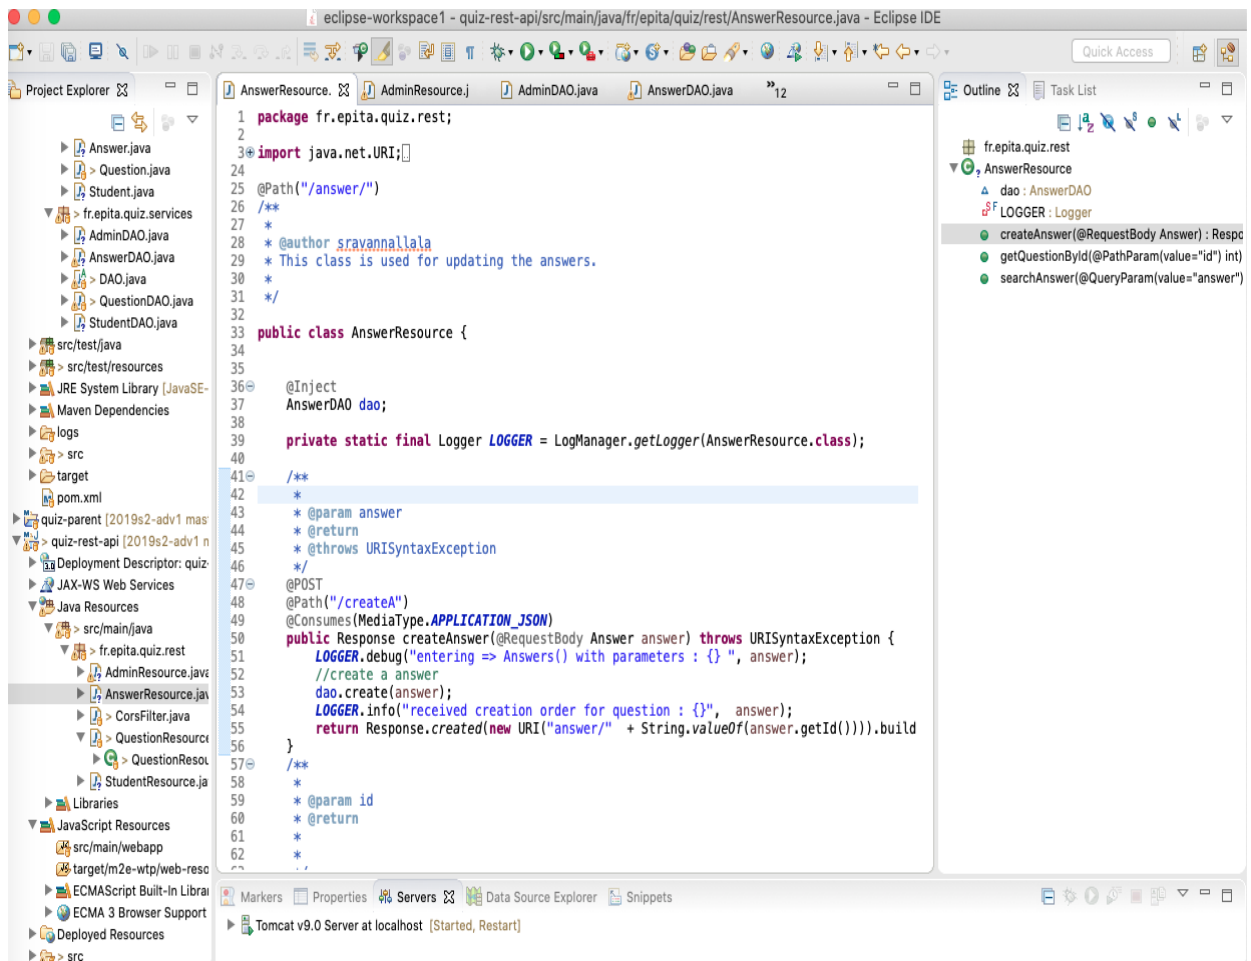 eclipse-workspace1 - quiz-rest-api/src/main/java/fr/epita/quiz/rest/AnswerResource.java - Eclipse IDE
Quick Access
Project Explorer
Answer.java
> Question.java
Student.java
> fr.epita.quiz.services
AdminDAO.java
AnswerDAO.java
> DAO.java
> QuestionDAO.java
StudentDAO.java
src/test/java
> src/test/resources
JRE System Library [JavaSE-
Maven Dependencies
logs
> src
target
pom.xml
quiz-parent [2019s2-adv1 mas
> quiz-rest-api [2019s2-adv1 n
Deployment Descriptor: quiz-
JAX-WS Web Services
Java Resources
> src/main/java
> fr.epita.quiz.rest
> AdminResource.java
AnswerResource.jav
> CorsFilter.java
> QuestionResource
> QuestionResou
StudentResource.ja
Libraries
JavaScript Resources
src/main/webapp
target/m2e-wtp/web-reso
ECMAScript Built-In Librai
ECMA 3 Browser Support
Deployed Resources
> src
AnswerResource. AdminResource.j AdminDAO.java AnswerDAO.java »12
1 package fr.epita.quiz.rest;
2
3 import java.net.URI;
24
25 @Path("/answer/")
26 /**
27 *
28 * @author sravannallala
29 * This class is used for updating the answers.
30 *
31 */
32
33 public class AnswerResource {
34
35
36 @Inject
37 AnswerDAO dao;
38
39 private static final Logger LOGGER = LogManager.getLogger(AnswerResource.class);
40
41 /**
42 *
43 * @param answer
44 * @return
45 * @throws URISyntaxException
46 */
47 @POST
48 @Path("/createA")
49 @Consumes(MediaType.APPLICATION_JSON)
50 public Response createAnswer(@RequestBody Answer answer) throws URISyntaxException {
51 LOGGER.debug("entering => Answers() with parameters : {} ", answer);
52 //create a answer
53 dao.create(answer);
54 LOGGER.info("received creation order for question : {}", answer);
55 return Response.created(new URI("answer/" + String.valueOf(answer.getId()))).build
56 }
57 /**
58 *
59 * @param id
60 * @return
61 *
62 *
Outline Task List
fr.epita.quiz.rest
AnswerResource
dao : AnswerDAO
LOGGER : Logger
createAnswer(@RequestBody Answer) : Respo
getQuestionById(@PathParam(value="id") int)
searchAnswer(@QueryParam(value="answer")
Markers Properties Servers Data Source Explorer Snippets
Tomcat v9.0 Server at localhost [Started, Restart]